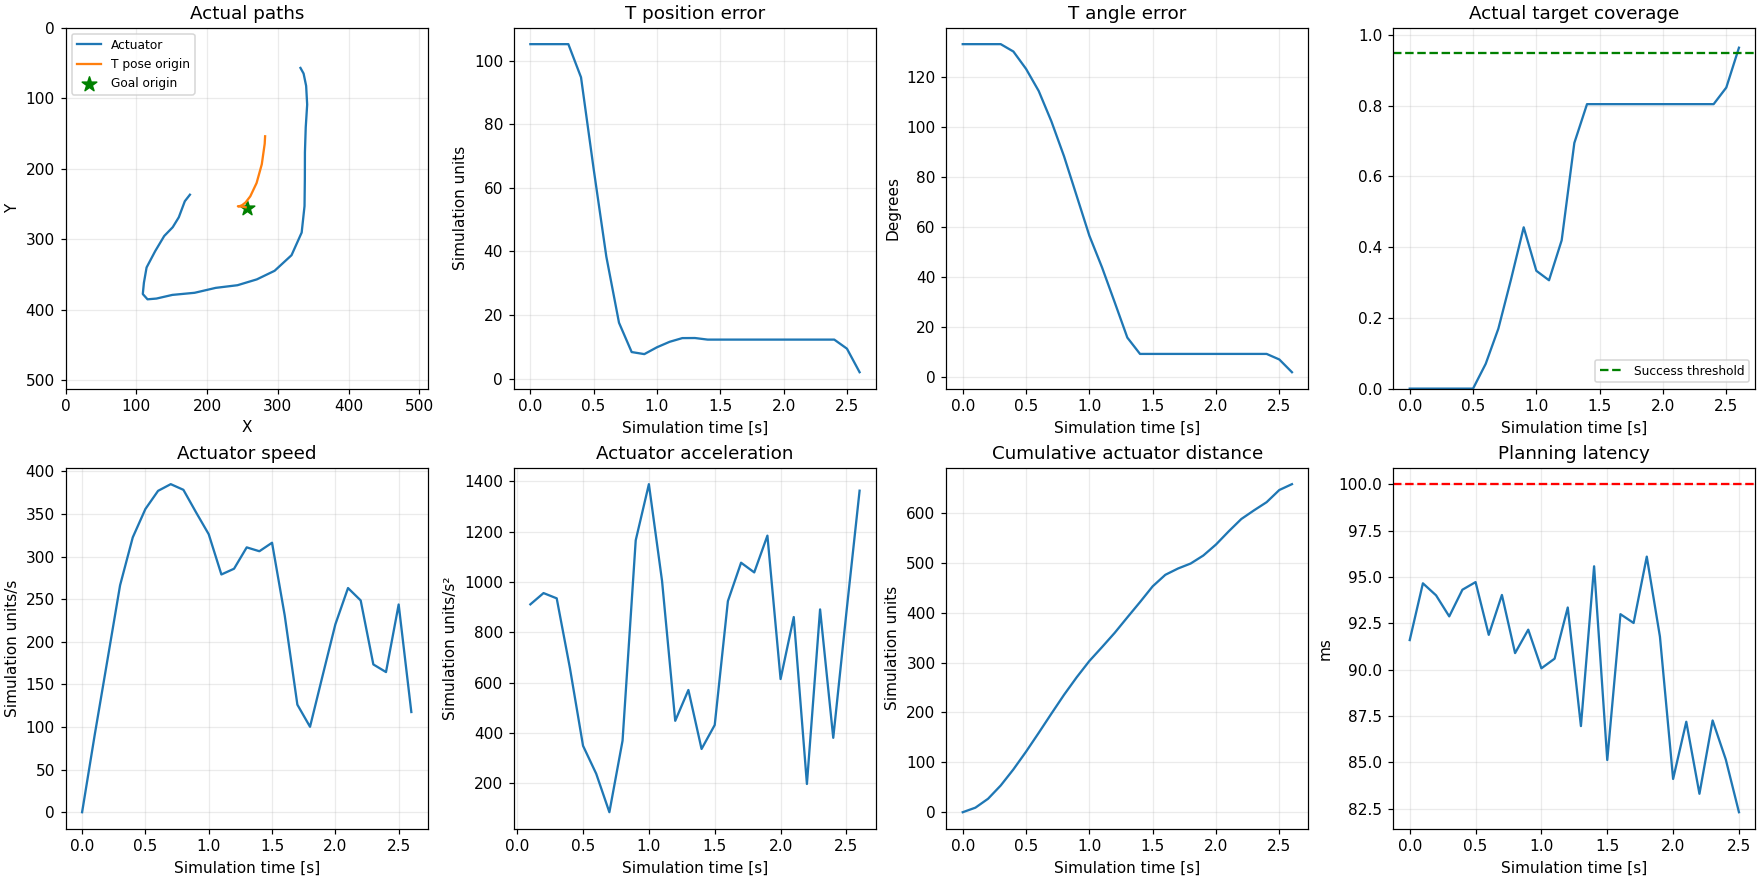 Actual paths
Y
0
100
200
300
400
500
Actuator
T pose origin
Goal origin
0 100 200 300 400 500
X
T position error
Simulation units
100
80
60
40
20
0
0.0 0.5 1.0 1.5 2.0 2.5
Simulation time [s]
T angle error
Degrees
120
100
80
60
40
20
0
0.0 0.5 1.0 1.5 2.0 2.5
Simulation time [s]
Actual target coverage
1.0
0.8
0.6
0.4
0.2
0.0
Success threshold
0.0 0.5 1.0 1.5 2.0 2.5
Simulation time [s]
Actuator speed
Simulation units/s
400
350
300
250
200
150
100
50
0
0.0 0.5 1.0 1.5 2.0 2.5
Simulation time [s]
Actuator acceleration
Simulation units/s²
1400
1200
1000
800
600
400
200
0.0 0.5 1.0 1.5 2.0 2.5
Simulation time [s]
Cumulative actuator distance
Simulation units
600
500
400
300
200
100
0
0.0 0.5 1.0 1.5 2.0 2.5
Simulation time [s]
Planning latency
ms
100.0
97.5
95.0
92.5
90.0
87.5
85.0
82.5
0.0 0.5 1.0 1.5 2.0 2.5
Simulation time [s]